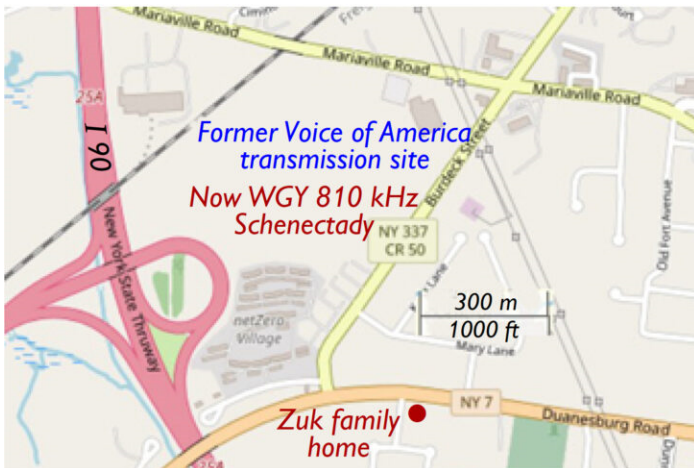 Mariaville Road
Mariaville Road
Mariaville Road
25A
I 90
Former Voice of America
transmission site
Burdeck Street
Now WGY 810 kHz
Schenectady
NY 337
CR 50
Old Fort Avenue
New York State Thruway
300 m
1000 ft
netZero
Village
Lane
Mary Lane
NY 7
Duanesburg Road
Zuk family
home
25A